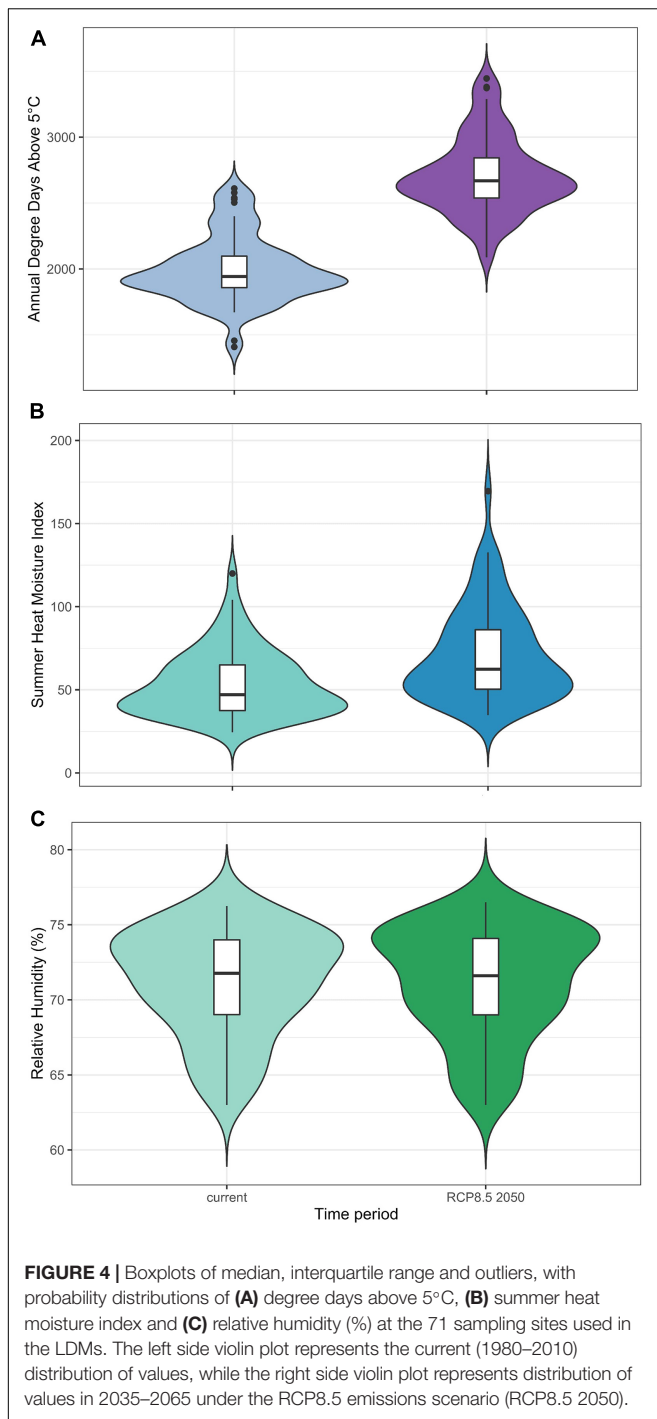 A
Annual Degree Days Above 5°C
3000
2000
B
Summer Heat Moisture Index
200
150
100
50
0
C
Relative Humidity (%)
80
75
70
65
60
current
RCP8.5 2050
Time period
FIGURE 4 | Boxplots of median, interquartile range and outliers, with
probability distributions of (A) degree days above 5°C, (B) summer heat
moisture index and (C) relative humidity (%) at the 71 sampling sites used in
the LDMs. The left side violin plot represents the current (1980–2010)
distribution of values, while the right side violin plot represents distribution of
values in 2035–2065 under the RCP8.5 emissions scenario (RCP8.5 2050).